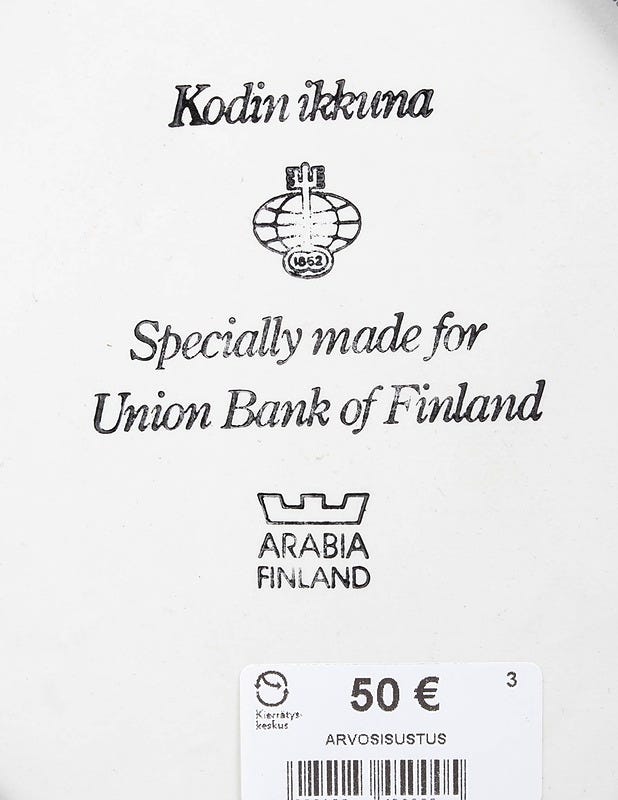 Kodin ikkuna
1862
Specially made for
Union Bank of Finland
ARABIA
FINLAND
50 €
3
Kierrätys-
keskus
ARVOSISUSTUS